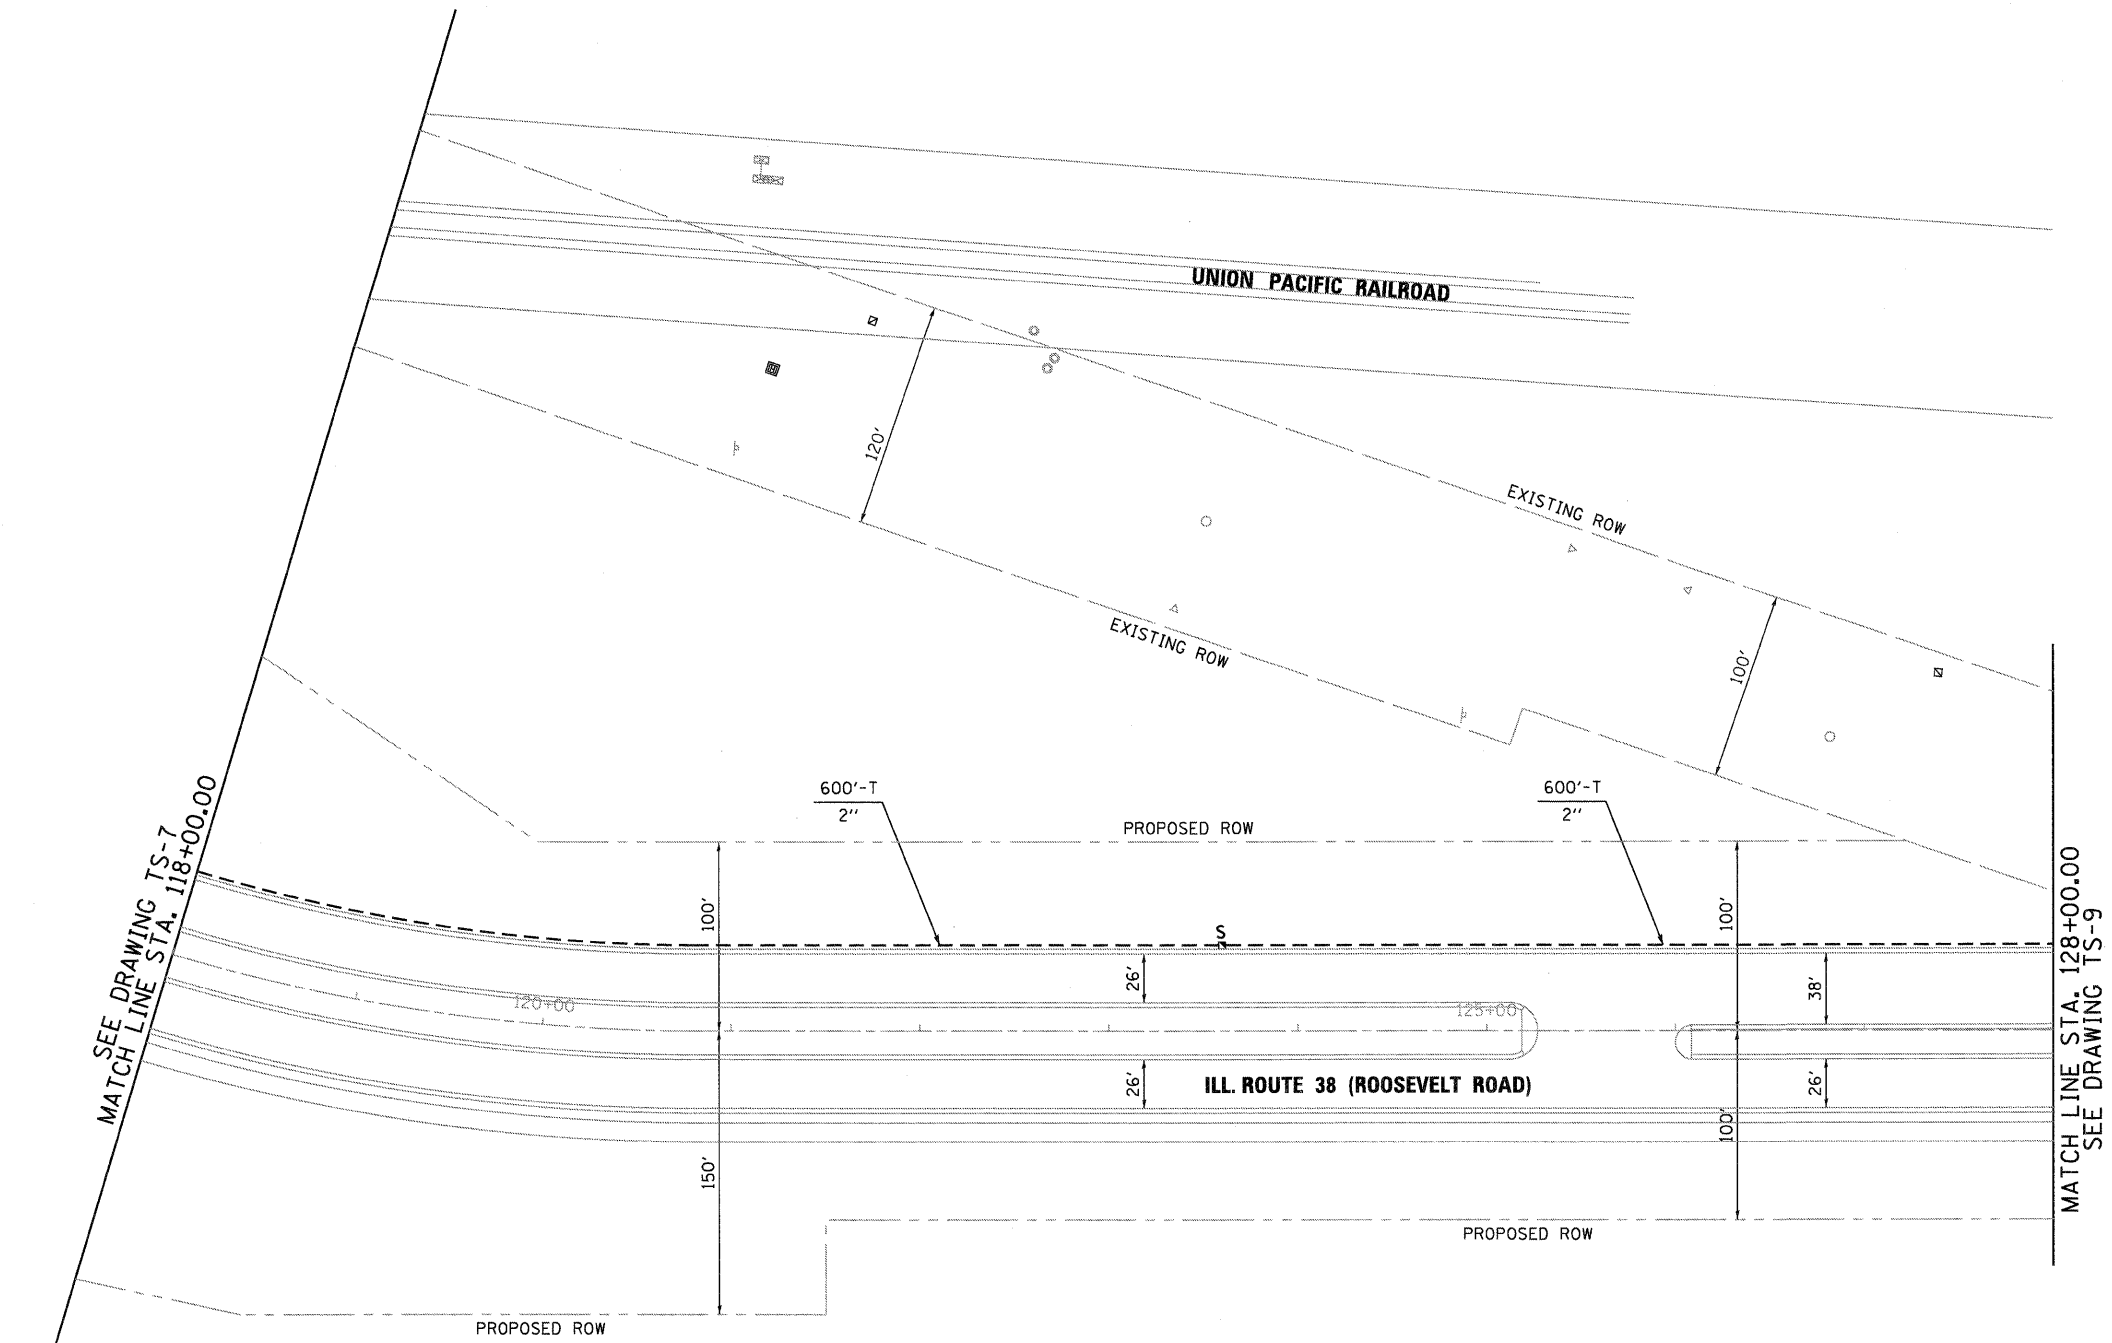 UNION PACIFIC RAILROAD
120'
EXISTING ROW
EXISTING ROW
100'
600'-T
2''
600'-T
2''
PROPOSED ROW
SEE DRAWING TS-7
MATCH LINE STA. 118+00.00
100'
100'
S
26'
38'
120+00
125+00
26'
ILL. ROUTE 38 (ROOSEVELT ROAD)
26'
100'
150'
MATCH LINE STA. 128+00.00
SEE DRAWING TS-9
PROPOSED ROW
PROPOSED ROW